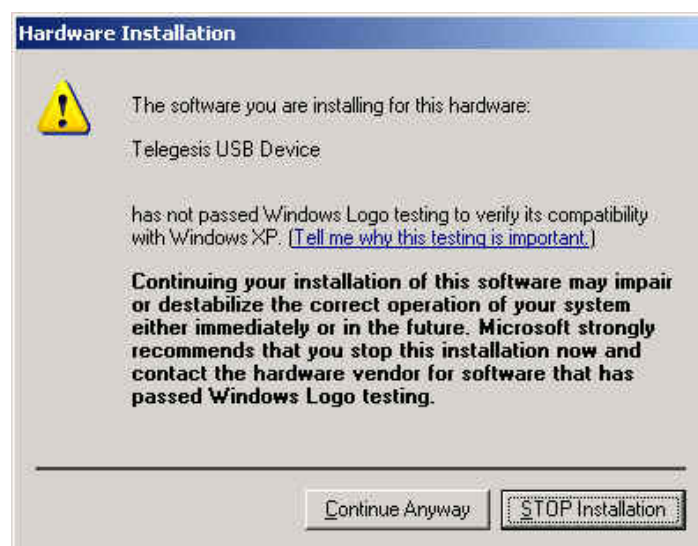 Hardware Installation
The software you are installing for this hardware:
Telegesis USB Device
has not passed Windows Logo testing to verify its compatibility
with Windows XP. (Tell me why this testing is important.)
Continuing your installation of this software may impair
or destabilize the correct operation of your system
either immediately or in the future. Microsoft strongly
recommends that you stop this installation now and
contact the hardware vendor for software that has
passed Windows Logo testing.
Continue Anyway
STOP Installation